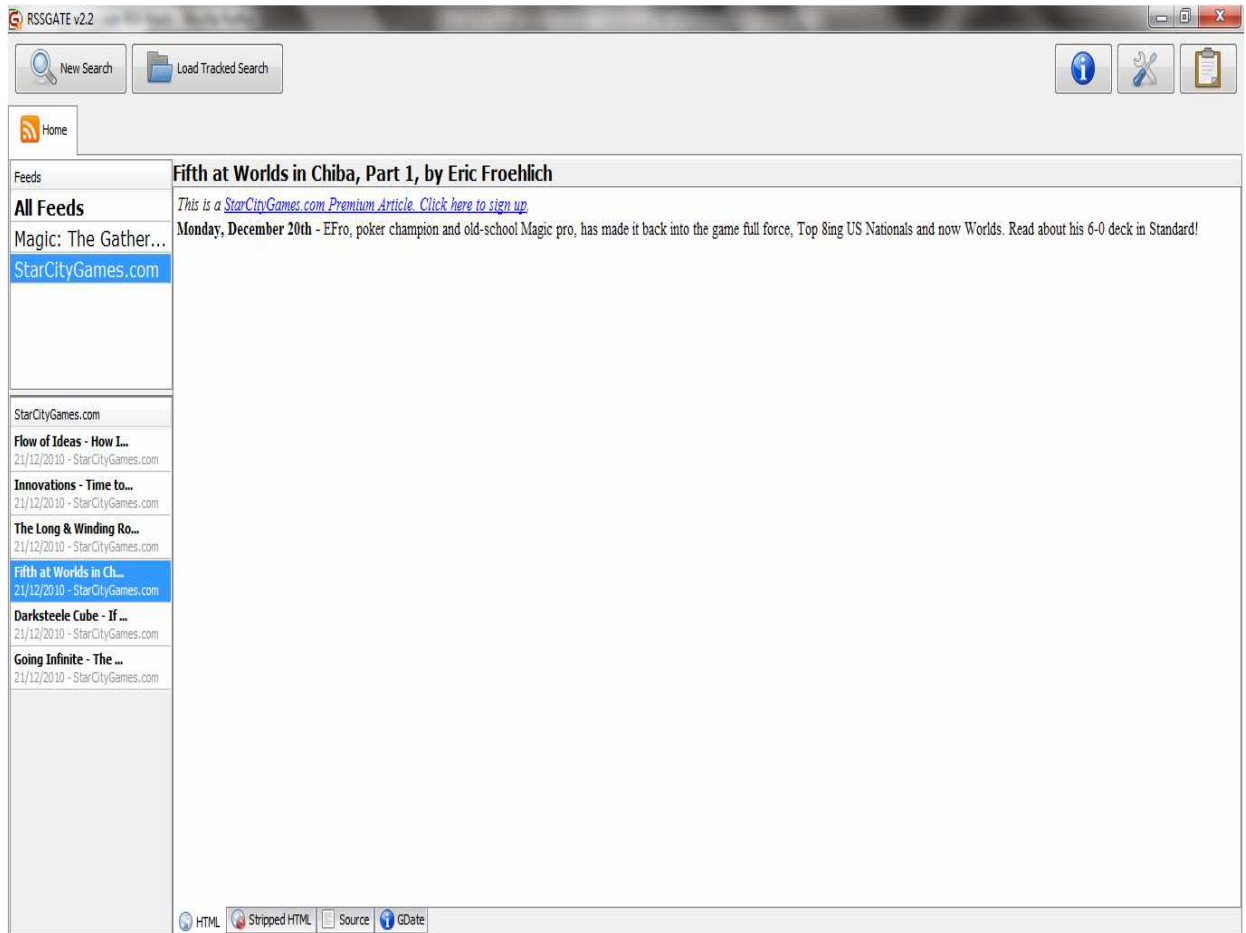 RSSGATE v2.2
New Search
Load Tracked Search
Home
Feeds
All Feeds
Magic: The Gather...
StarCityGames.com
Fifth at Worlds in Chiba, Part 1, by Eric Froehlich
This is a StarCityGames.com Premium Article. Click here to sign up.
Monday, December 20th - EFro, poker champion and old-school Magic pro, has made it back into the game full force, Top 8ing US Nationals and now Worlds. Read about his 6-0 deck in Standard!
StarCityGames.com
Flow of Ideas - How I...
21/12/2010 - StarCityGames.com
Innovations - Time to...
21/12/2010 - StarCityGames.com
The Long & Winding Ro...
21/12/2010 - StarCityGames.com
Fifth at Worlds in Ch...
21/12/2010 - StarCityGames.com
Darksteele Cube - If ...
21/12/2010 - StarCityGames.com
Going Infinite - The ...
21/12/2010 - StarCityGames.com
HTML
Stripped HTML
Source
GDate